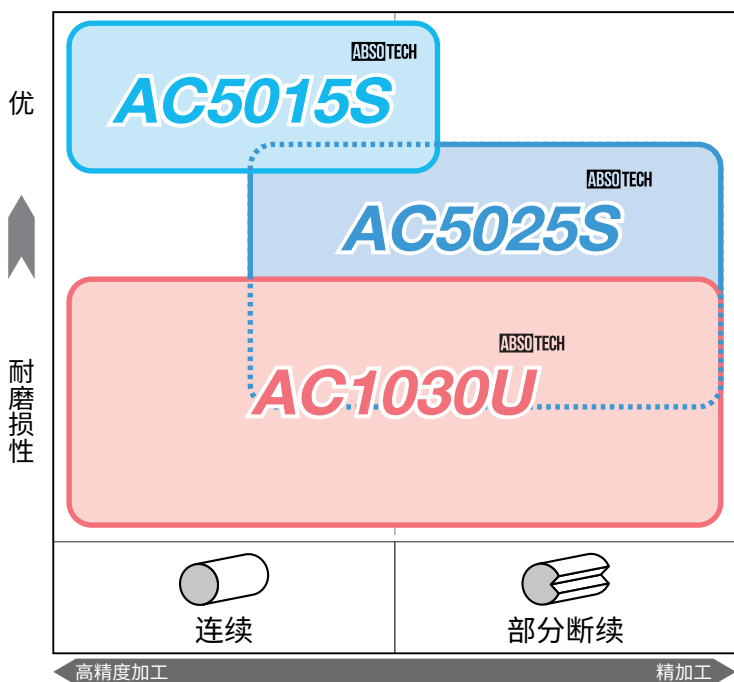 ABSOTECH
AC5015S
优
ABSOTECH
AC5025S
ABSOTECH
AC1030U
耐磨损性
连续
部分断续
高精度加工
精加工